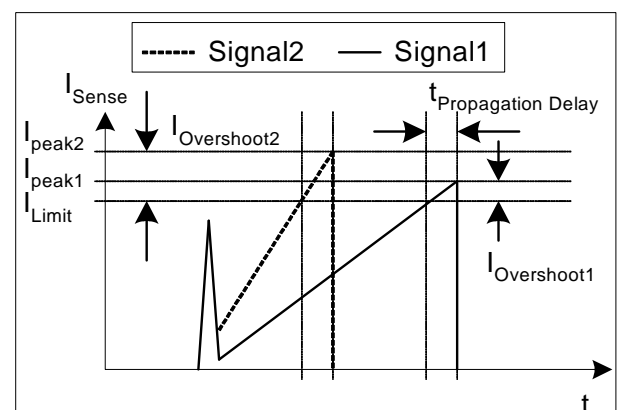 Signal2 Signal1
I_Sense
t_Propagation Delay
I_peak2
I_Overshoot2
I_peak1
I_Limit
I_Overshoot1
t